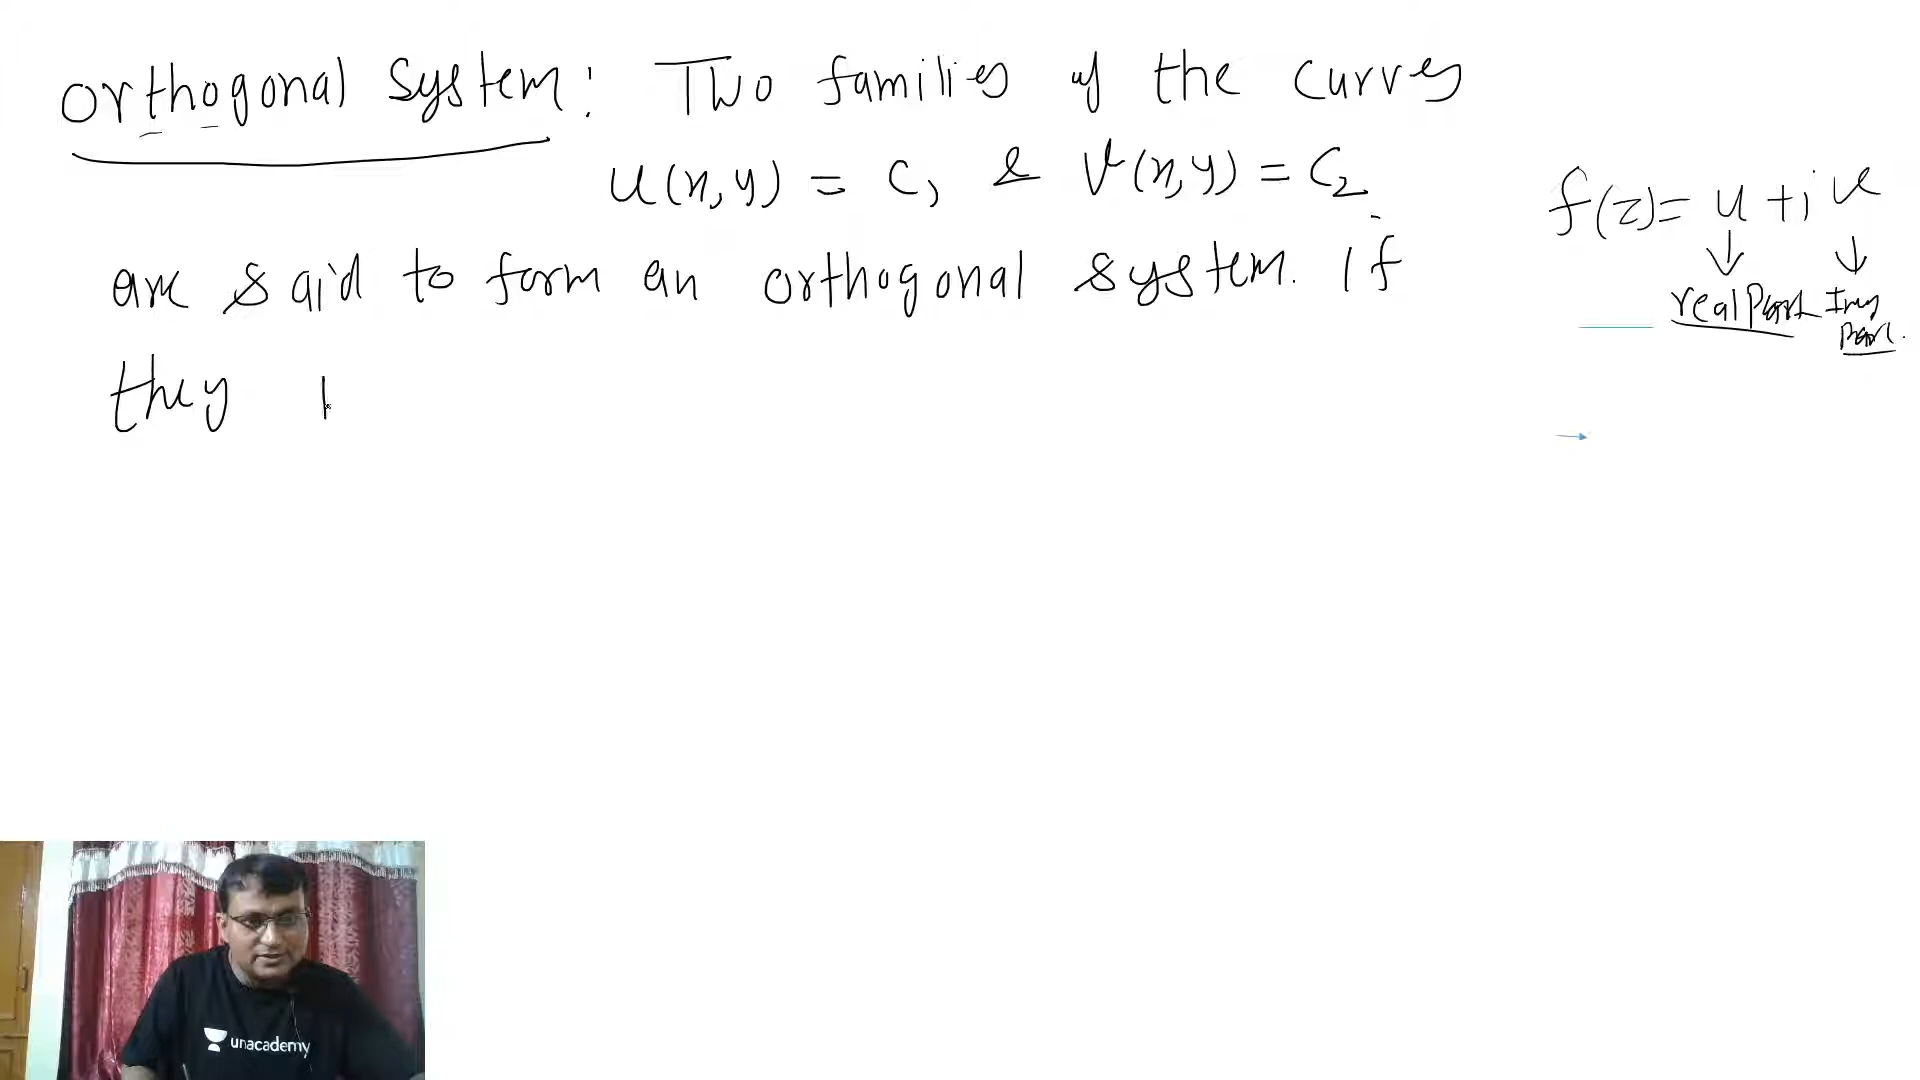 Orthogonal System: Two families of the curves
u(x,y) = C1 & v(x,y) = C2.
are said to form an orthogonal system. If
they
f(z) = u + i v
↓ ↓
real Part Img
Part.
unacademy